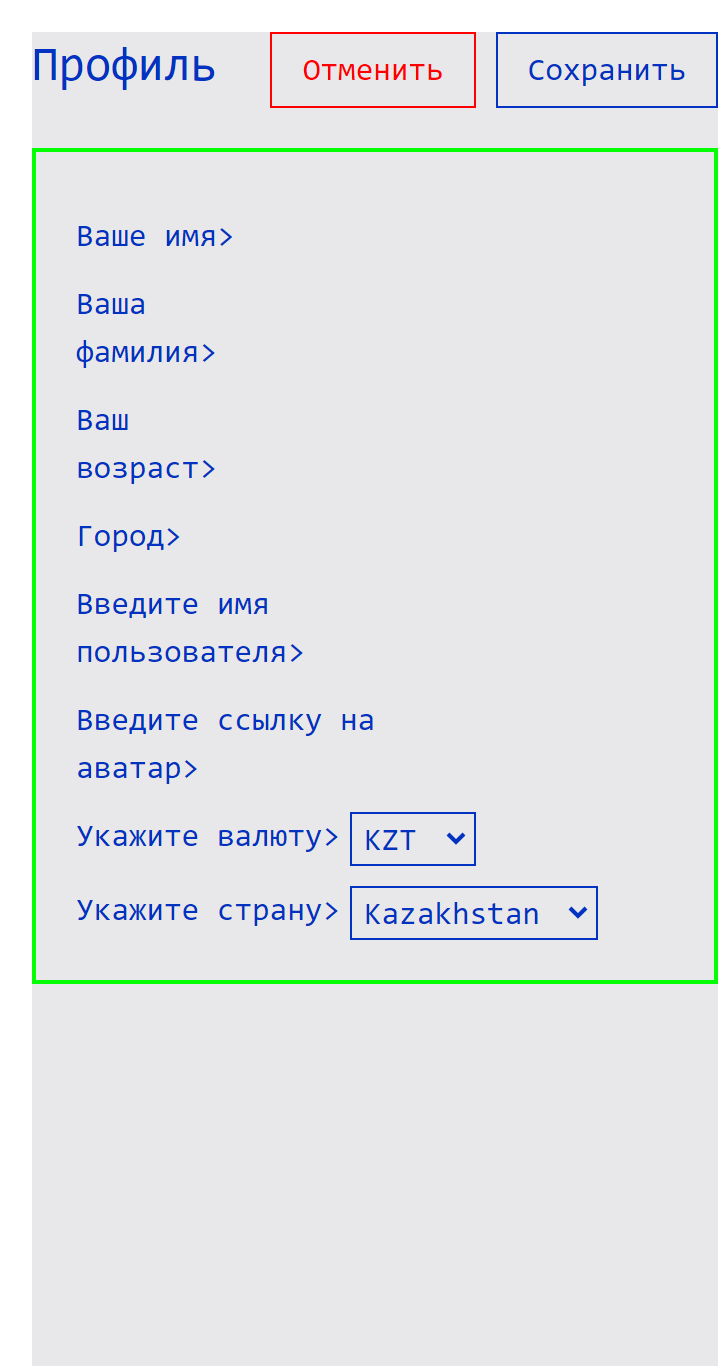 Профиль Отменить Сохранить
Ваше имя>
Ваша
фамилия>
Ваш
возраст>
Город>
Введите имя
пользователя>
Введите ссылку на
аватар>
Укажите валюту> KZT
Укажите страну> Kazakhstan